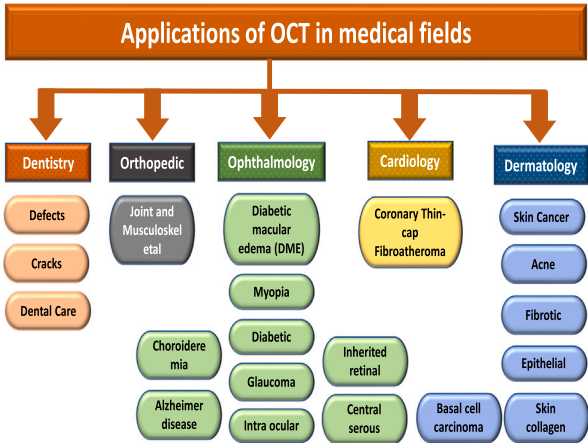 Applications of OCT in medical fields
Dentistry
Orthopedic
Ophthalmology
Cardiology
Dermatology
Defects
Cracks
Dental Care
Joint and
Musculoskel
etal
Diabetic
macular
edema (DME)
Myopia
Diabetic
Glaucoma
Intra ocular
Choroidere
mia
Alzheimer
disease
Inherited
retinal
Central
serous
Coronary Thin-
cap
Fibroatheroma
Skin Cancer
Acne
Fibrotic
Epithelial
Basal cell
carcinoma
Skin
collagen